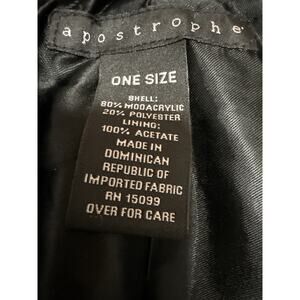 apostrophe
ONE SIZE
SHELL:
80% MODACRYLIC
20% POLYESTER
LINING:
100% ACETATE
MADE IN
DOMINICAN
REPUBLIC OF
IMPORTED FABRIC
RN 15099
OVER FOR CARE